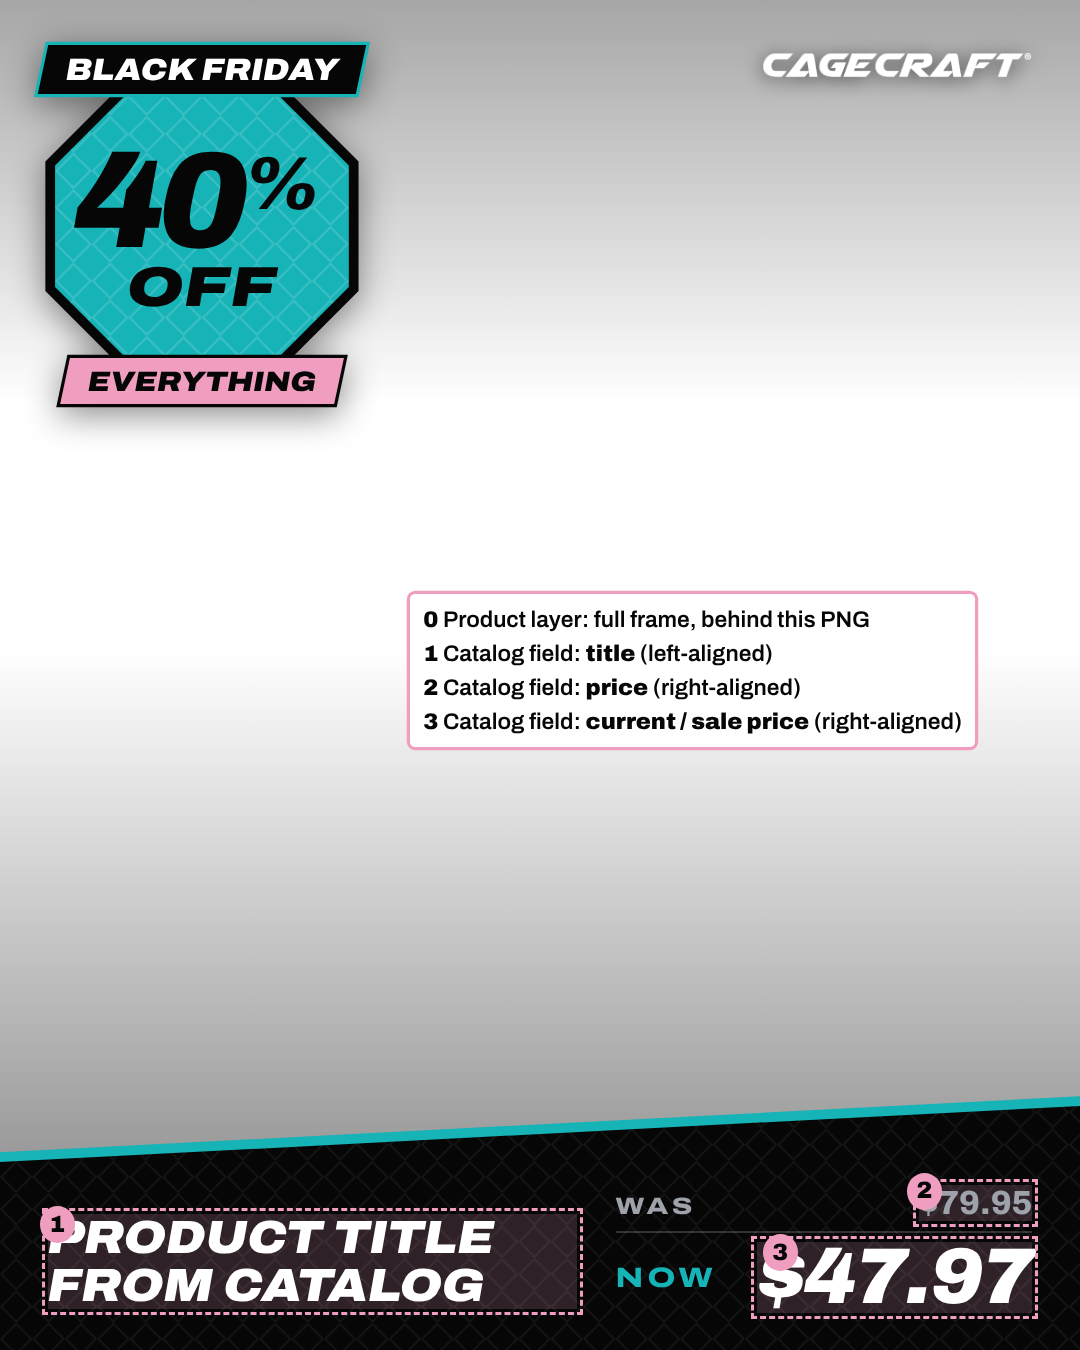 BLACK FRIDAY
CAGECRAFT®
40%
OFF
EVERYTHING
0 Product layer: full frame, behind this PNG
1 Catalog field: title (left-aligned)
2 Catalog field: price (right-aligned)
3 Catalog field: current / sale price (right-aligned)
1
PRODUCT TITLE
FROM CATALOG
WAS
2
$79.95
NOW
3
$47.97